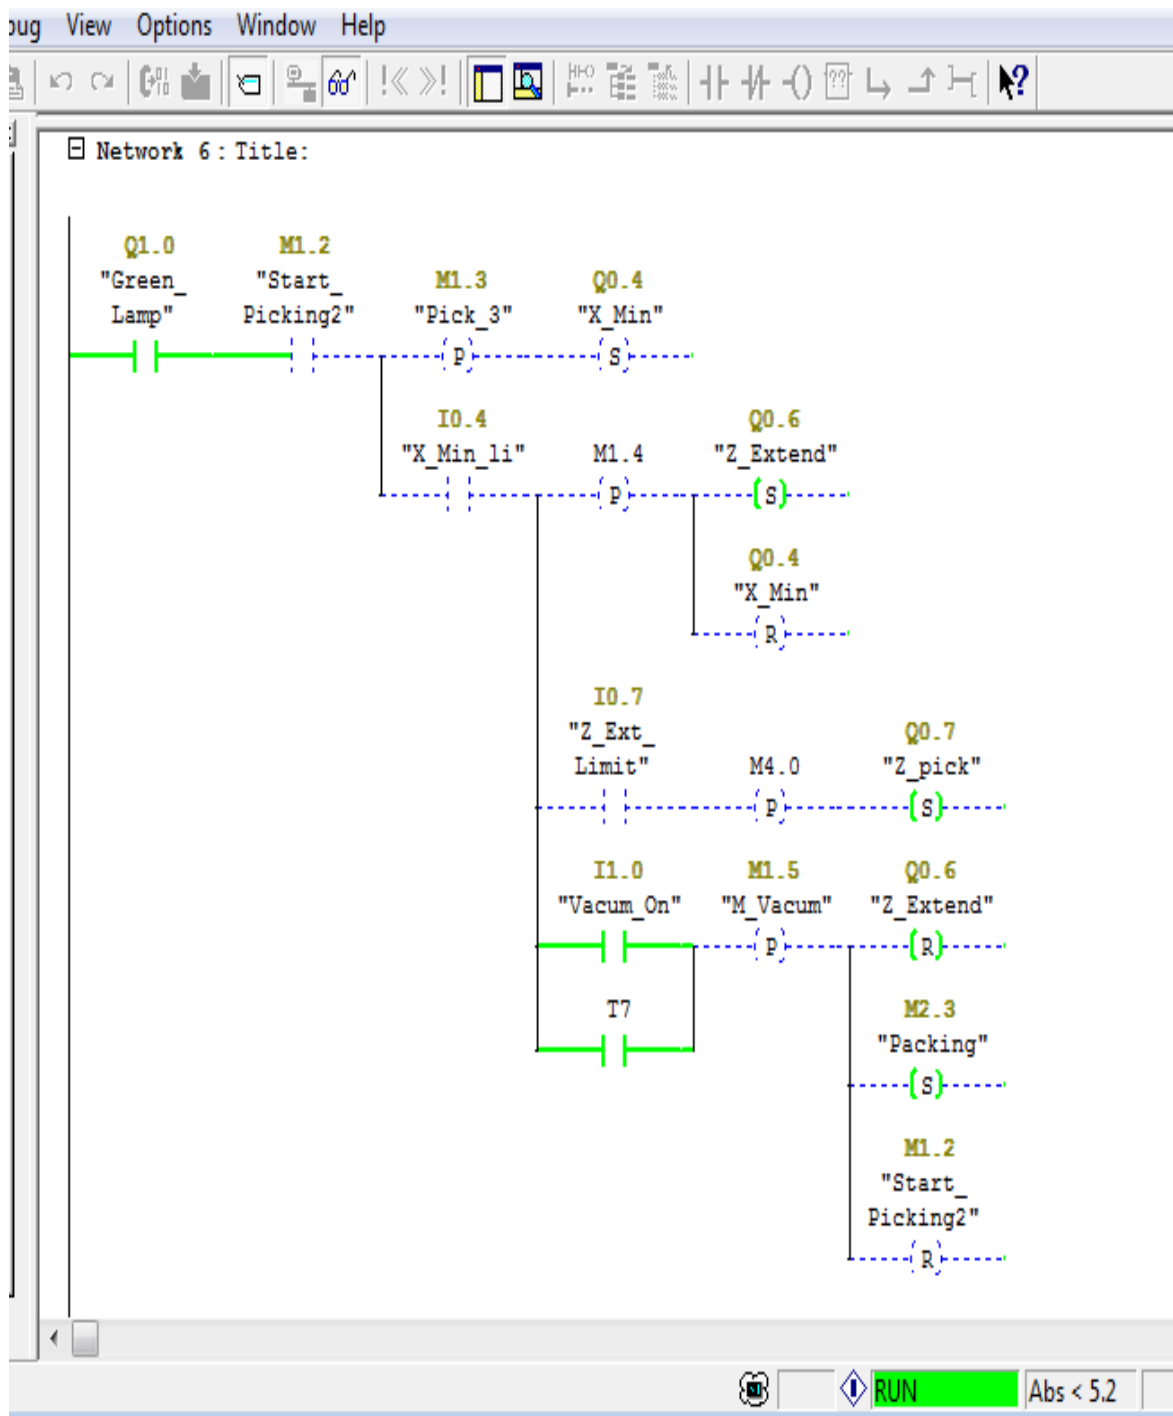 bug View Options Window Help
!« »! ?? ?
Network 6 : Title:
Q1.0 M1.2
"Green_ "Start_ M1.3 Q0.4
Lamp" Picking2" "Pick_3" "X_Min"
P S
I0.4 Q0.6
"X_Min_li" M1.4 "Z_Extend"
P S
Q0.4
"X_Min"
R
I0.7
"Z_Ext_ Q0.7
Limit" M4.0 "Z_pick"
P S
I1.0 M1.5 Q0.6
"Vacum_On" "M_Vacum" "Z_Extend"
P R
T7 M2.3
"Packing"
S
M1.2
"Start_
Picking2"
R
RUN Abs < 5.2